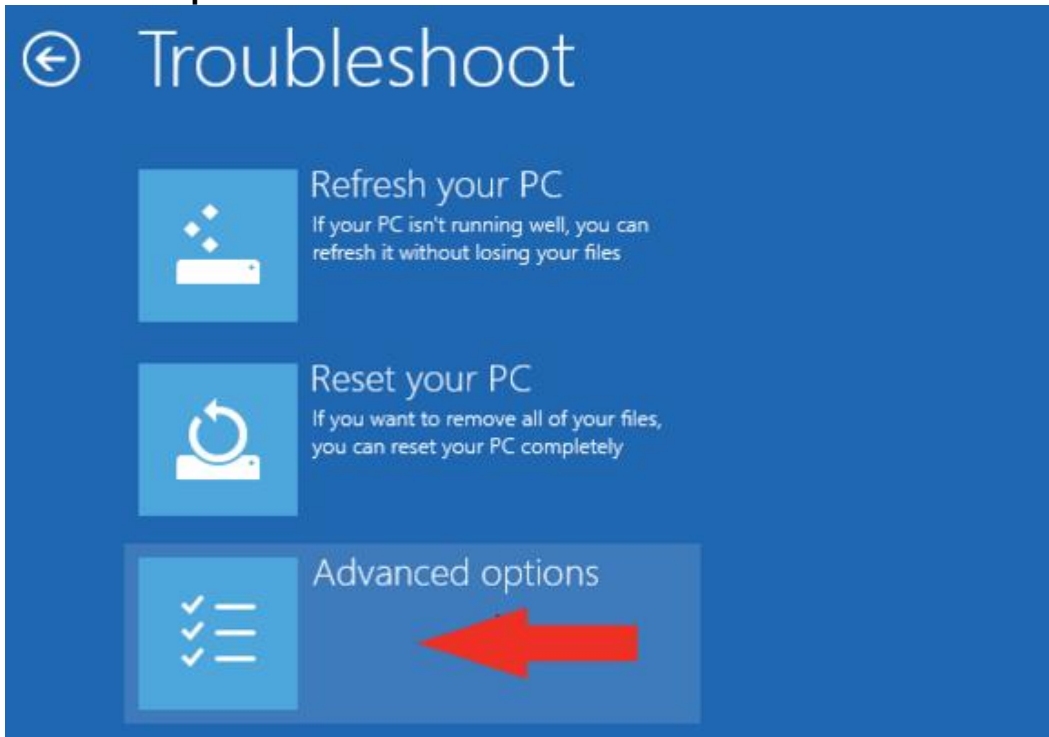 Troubleshoot
Refresh your PC
If your PC isn't running well, you can
refresh it without losing your files
Reset your PC
If you want to remove all of your files,
you can reset your PC completely
Advanced options